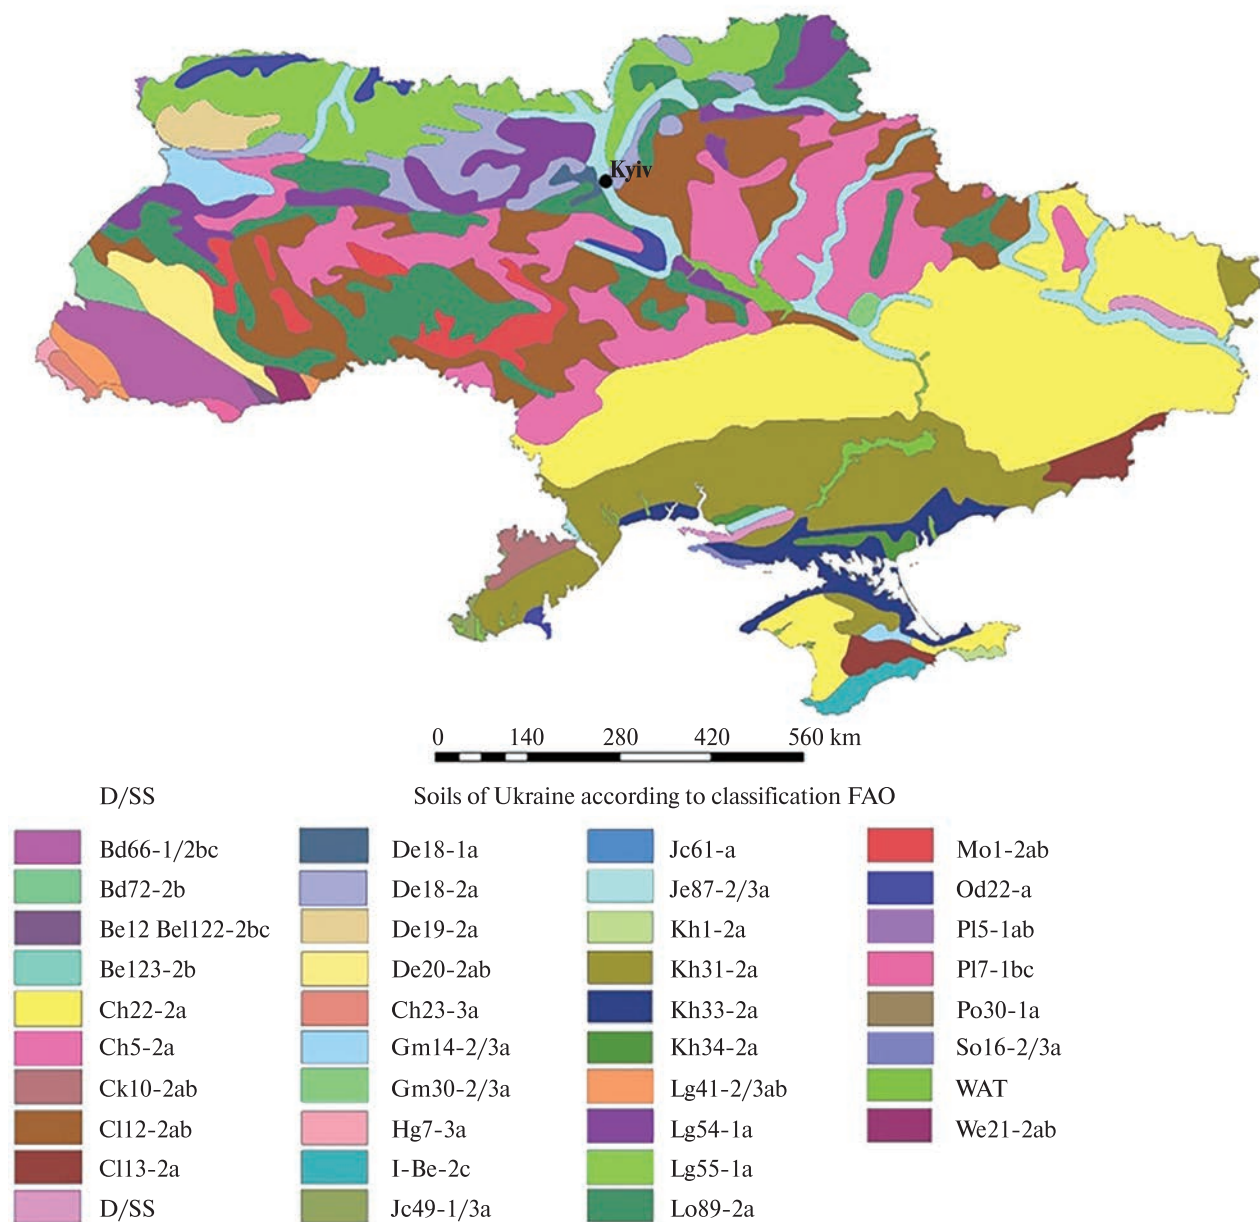 Kyiv
0 140 280 420 560 km
D/SS Soils of Ukraine according to classification FAO
Bd66-1/2bc De18-1a Jc61-a Mo1-2ab
Bd72-2b De18-2a Je87-2/3a Od22-a
Be12 Be1122-2bc De19-2a Kh1-2a Pl5-1ab
Be123-2b De20-2ab Kh31-2a Pl7-1bc
Ch22-2a Ch23-3a Kh33-2a Po30-1a
Ch5-2a Gm14-2/3a Kh34-2a So16-2/3a
Ck10-2ab Gm30-2/3a Lg41-2/3ab WAT
Cl12-2ab Hg7-3a Lg54-1a We21-2ab
Cl13-2a I-Be-2c Lg55-1a
D/SS Jc49-1/3a Lo89-2a